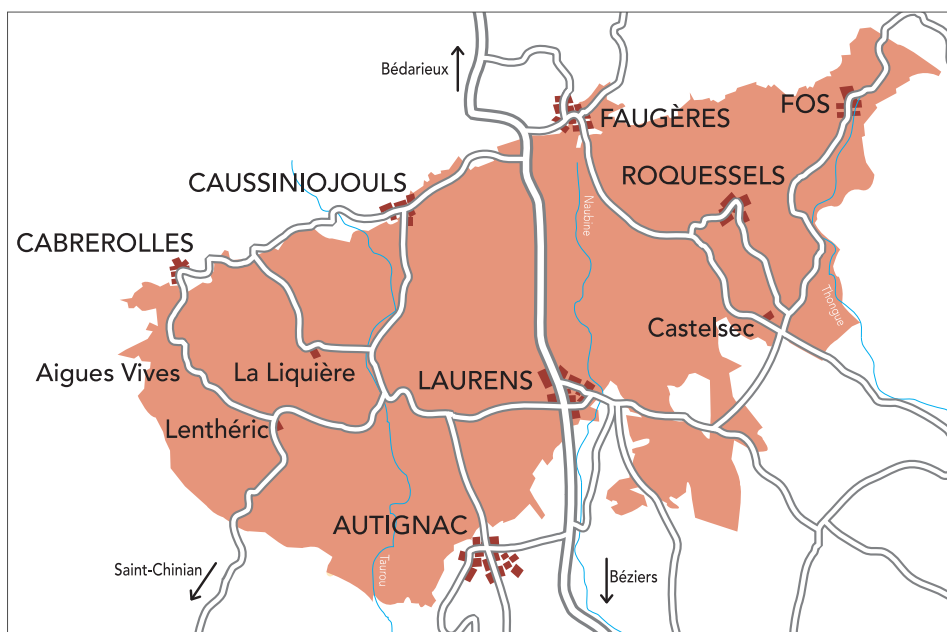 Bédarieux
FOS
FAUGÈRES
ROQUESSELS
CAUSSINIOJOULS
Naubine
CABREROLLES
Thongue
Castelsec
Aigues Vives
La Liquière
LAURENS
Lenthéric
AUTIGNAC
Taurou
Saint-Chinian
Béziers